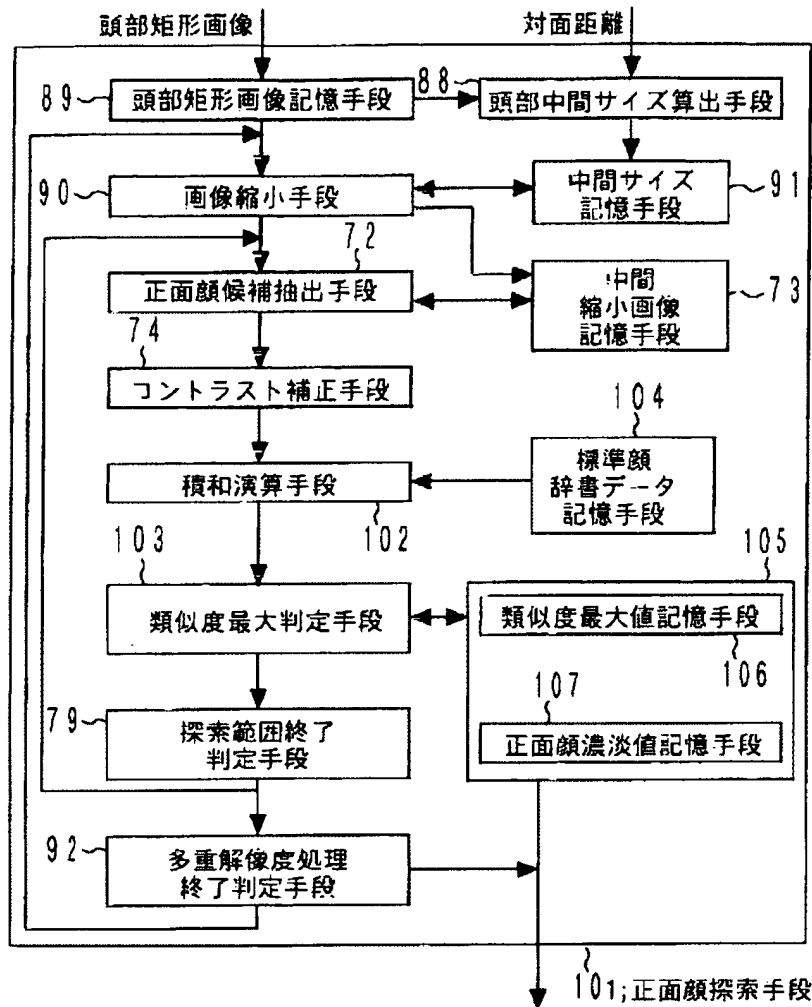 頭部矩形画像
対面距離
89
頭部矩形画像記憶手段
88
頭部中間サイズ算出手段
90
画像縮小手段
中間サイズ
記憶手段
91
72
正面顔候補抽出手段
中間
縮小画像
記憶手段
73
74
コントラスト補正手段
104
標準顔
辞書データ
記憶手段
積和演算手段
102
103
類似度最大判定手段
105
類似度最大値記憶手段
106
107
正面顔濃淡値記憶手段
79
探索範囲終了
判定手段
92
多重解像度処理
終了判定手段
101;正面顔探索手段